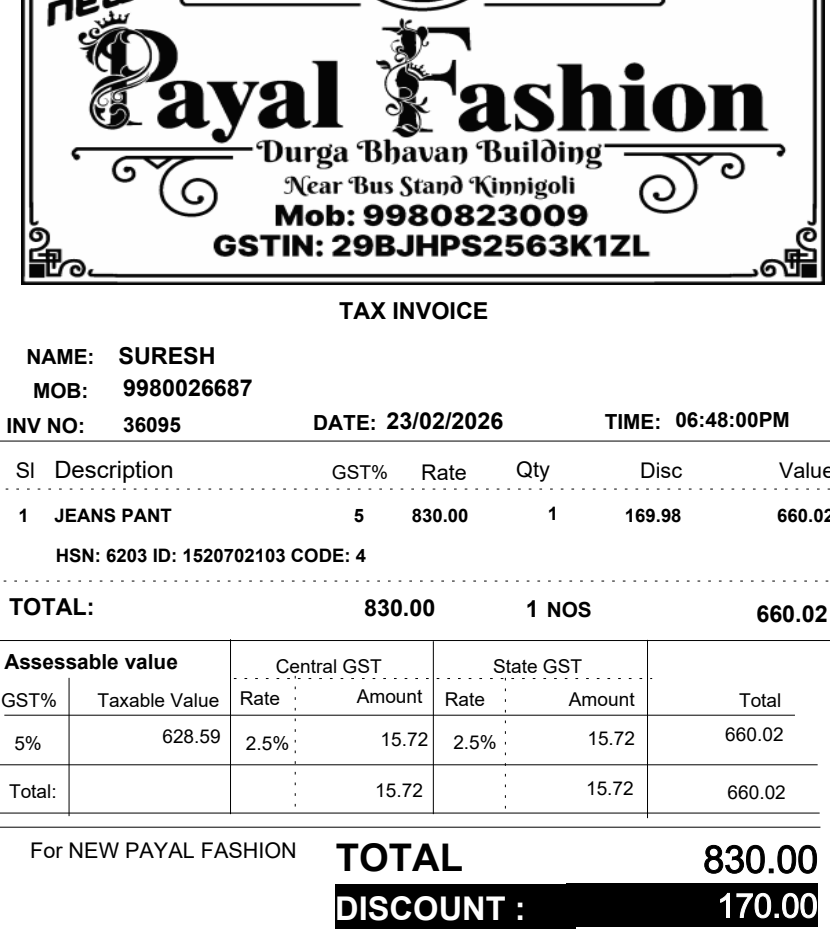 new
Payal Fashion
Durga Bhavan Building
Near Bus Stand Kinnigoli
Mob: 9980823009
GSTIN: 29BJHPS2563K1ZL
TAX INVOICE
NAME: SURESH
MOB: 9980026687
INV NO: 36095 DATE: 23/02/2026 TIME: 06:48:00PM
Sl Description GST% Rate Qty Disc Value
1 JEANS PANT 5 830.00 1 169.98 660.02
HSN: 6203 ID: 1520702103 CODE: 4
TOTAL: 830.00 1 NOS 660.02
Assessable value Central GST State GST
GST% Taxable Value Rate Amount Rate Amount Total
5% 628.59 2.5% 15.72 2.5% 15.72 660.02
Total: 15.72 15.72 660.02
For NEW PAYAL FASHION TOTAL 830.00
DISCOUNT : 170.00